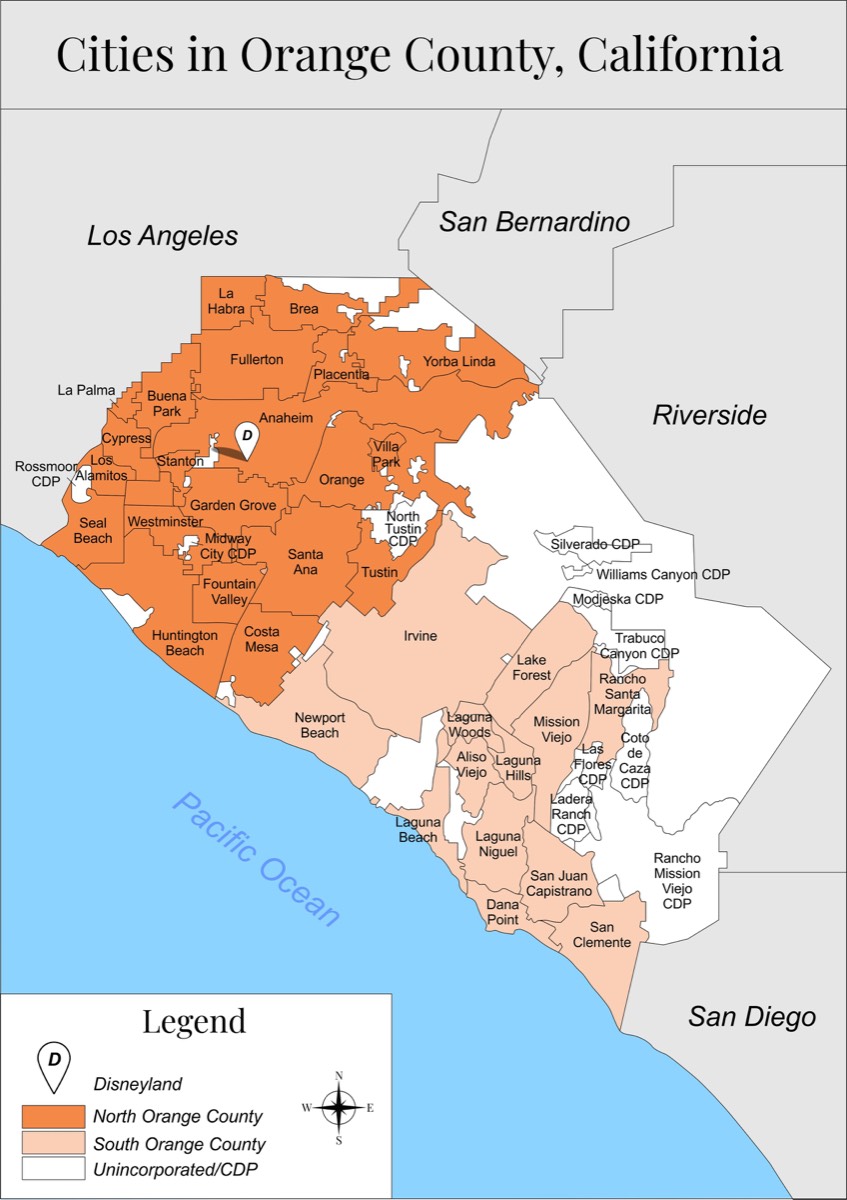 Cities in Orange County, California
Los Angeles
San Bernardino
Riverside
La
Habra
Brea
Fullerton
Placentia
Yorba Linda
La Palma
Buena
Park
Anaheim
D
Cypress
Stanton
Villa
Park
Rossmoor
CDP
Los
Alamitos
Orange
Garden Grove
Seal
Beach
Westminster
Midway
City CDP
North
Tustin
CDP
Santa
Ana
Tustin
Fountain
Valley
Silverado CDP
Williams Canyon CDP
Modjeska CDP
Huntington
Beach
Costa
Mesa
Irvine
Trabuco
Canyon CDP
Lake
Forest
Rancho
Santa
Margarita
Newport
Beach
Laguna
Woods
Mission
Viejo
Aliso
Viejo
Laguna
Hills
Las
Flores
CDP
Coto
de
Caza
CDP
Ladera
Ranch
CDP
Laguna
Beach
Laguna
Niguel
San Juan
Capistrano
Rancho
Mission
Viejo
CDP
Dana
Point
San
Clemente
Pacific Ocean
San Diego
Legend
D
Disneyland
North Orange County
South Orange County
Unincorporated/CDP
N
W
E
S